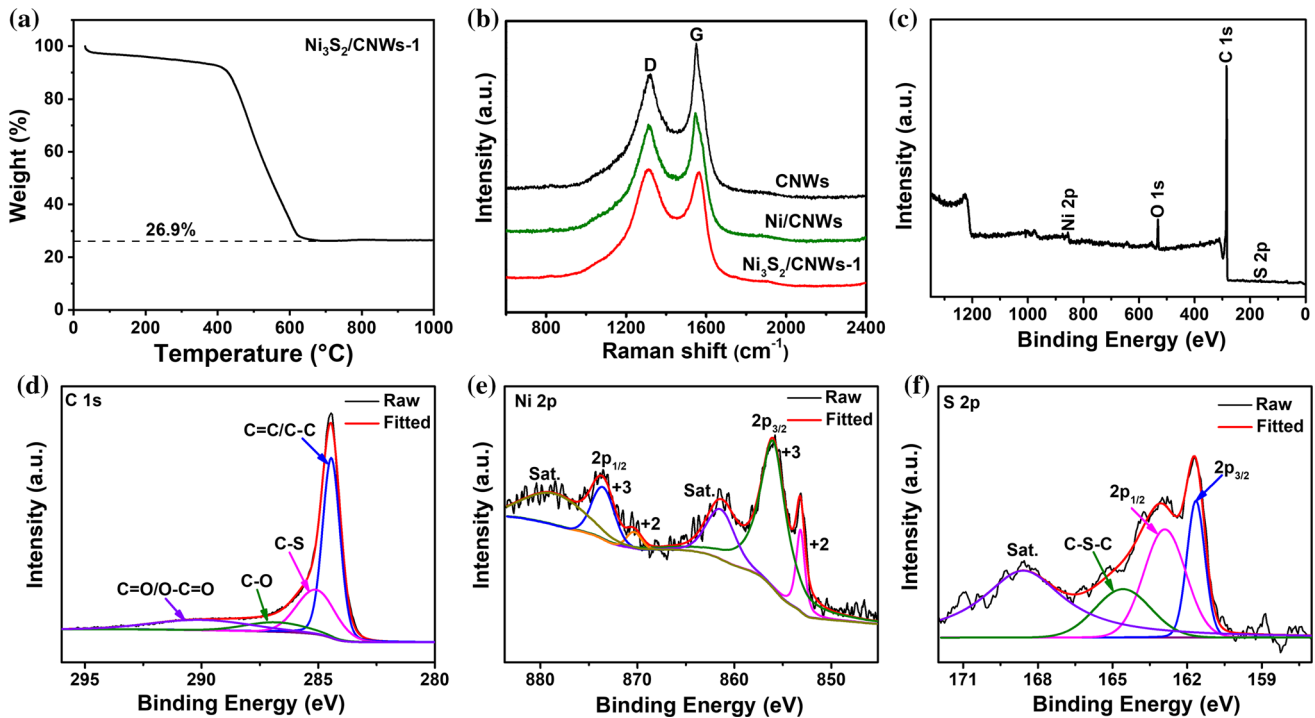 (a)
Ni₃S₂/CNWs-1
26.9%
Weight (%)
100
80
60
40
20
0
0 200 400 600 800 1000
Temperature (°C)
(b)
D
G
CNWs
Ni/CNWs
Ni₃S₂/CNWs-1
Intensity (a.u.)
800 1200 1600 2000 2400
Raman shift (cm⁻¹)
(c)
Ni 2p
O 1s
C 1s
S 2p
Intensity (a.u.)
1200 1000 800 600 400 200 0
Binding Energy (eV)
(d)
C 1s
Raw
Fitted
C=C/C-C
C-S
C-O
C=O/O-C=O
Intensity (a.u.)
295 290 285 280
Binding Energy (eV)
(e)
Ni 2p
Raw
Fitted
2p₃/₂
+3
2p₁/₂
+3
Sat.
Sat.
+2
+2
Intensity (a.u.)
880 870 860 850
Binding Energy (eV)
(f)
S 2p
Raw
Fitted
2p₃/₂
2p₁/₂
C-S-C
Sat.
Intensity (a.u.)
171 168 165 162 159
Binding Energy (eV)